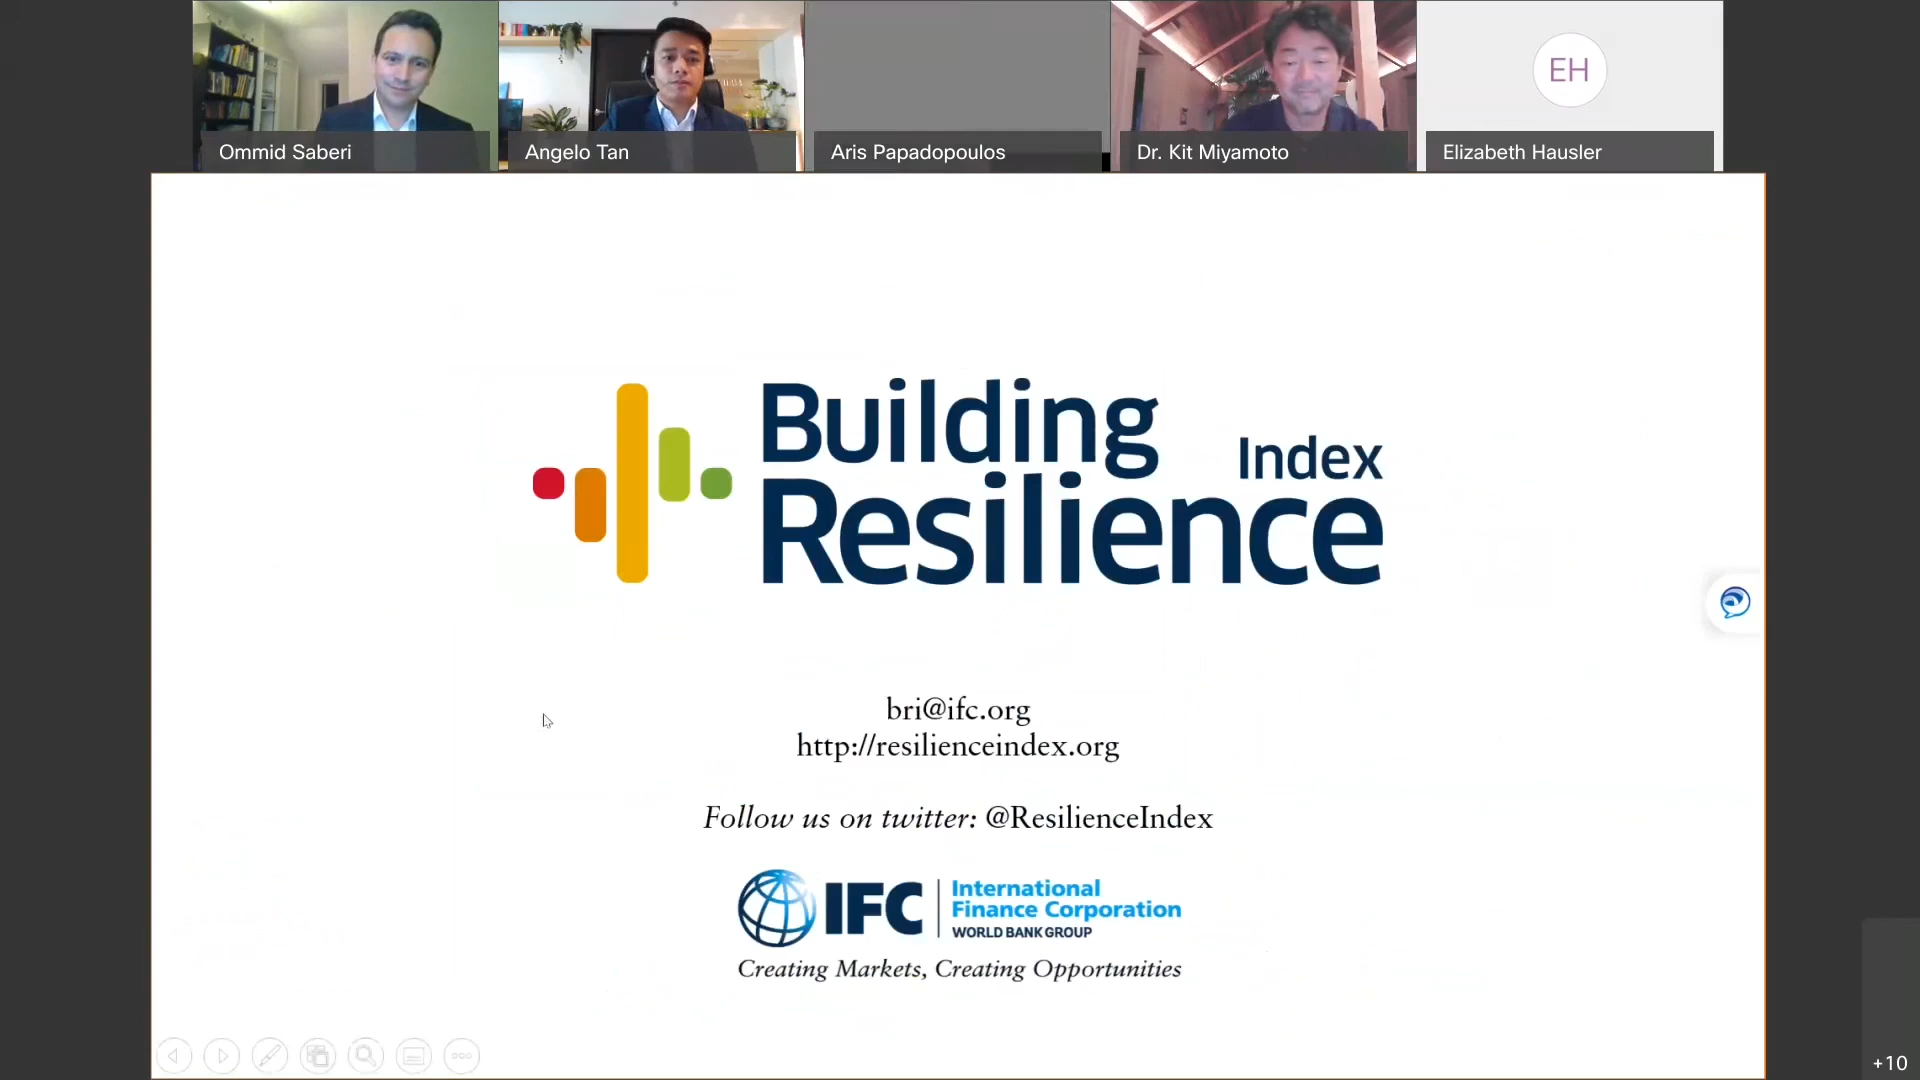 Ommid Saberi
Angelo Tan
Aris Papadopoulos
Dr. Kit Miyamoto
EH
Elizabeth Hausler
Building
Resilience
Index
bri@ifc.org
http://resilienceindex.org
Follow us on twitter: @ResilienceIndex
IFC
International
Finance Corporation
WORLD BANK GROUP
Creating Markets, Creating Opportunities
+10